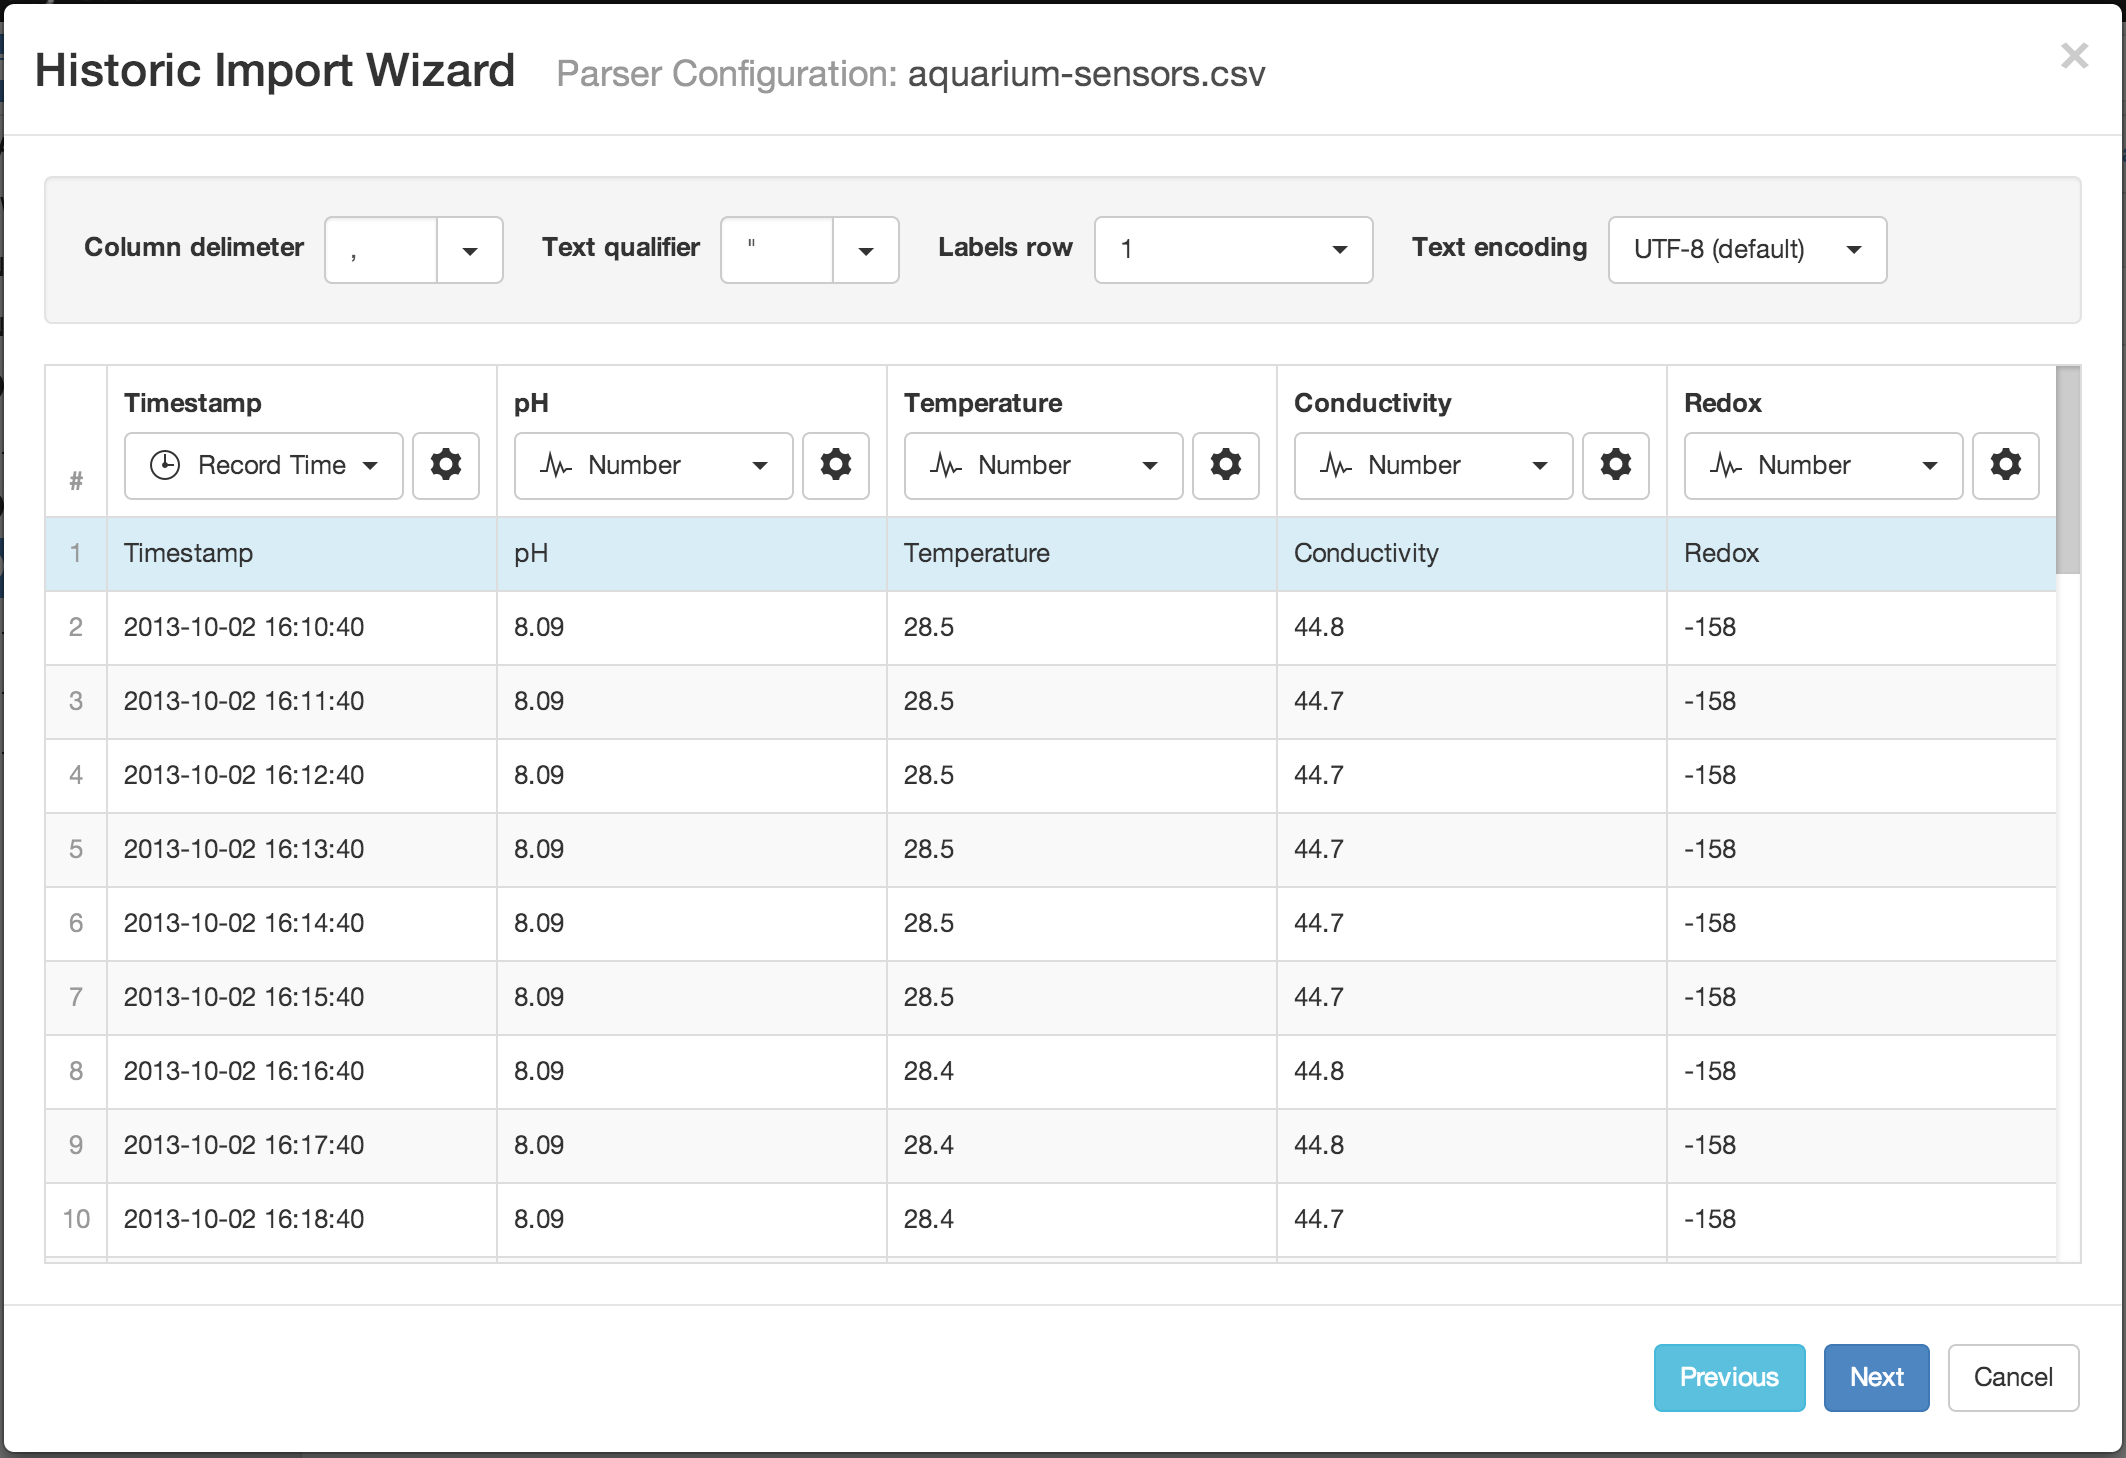 Historic Import Wizard Parser Configuration: aquarium-sensors.csv ×
Column delimeter , Text qualifier " Labels row 1 Text encoding UTF-8 (default)
Timestamp pH Temperature Conductivity Redox
# Record Time Number Number Number Number
1 Timestamp pH Temperature Conductivity Redox
2 2013-10-02 16:10:40 8.09 28.5 44.8 -158
3 2013-10-02 16:11:40 8.09 28.5 44.7 -158
4 2013-10-02 16:12:40 8.09 28.5 44.7 -158
5 2013-10-02 16:13:40 8.09 28.5 44.7 -158
6 2013-10-02 16:14:40 8.09 28.5 44.7 -158
7 2013-10-02 16:15:40 8.09 28.5 44.7 -158
8 2013-10-02 16:16:40 8.09 28.4 44.8 -158
9 2013-10-02 16:17:40 8.09 28.4 44.8 -158
10 2013-10-02 16:18:40 8.09 28.4 44.7 -158
Previous Next Cancel